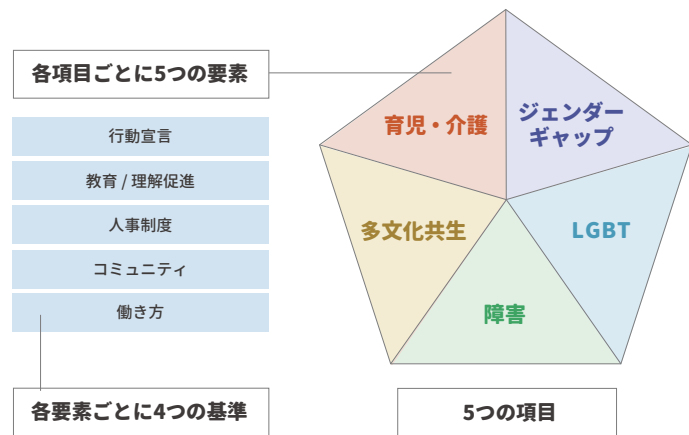 各項目ごとに5つの要素
行動宣言
教育 / 理解促進
人事制度
コミュニティ
働き方
各要素ごとに4つの基準
育児・介護
ジェンダー
ギャップ
多文化共生
LGBT
障害
5つの項目